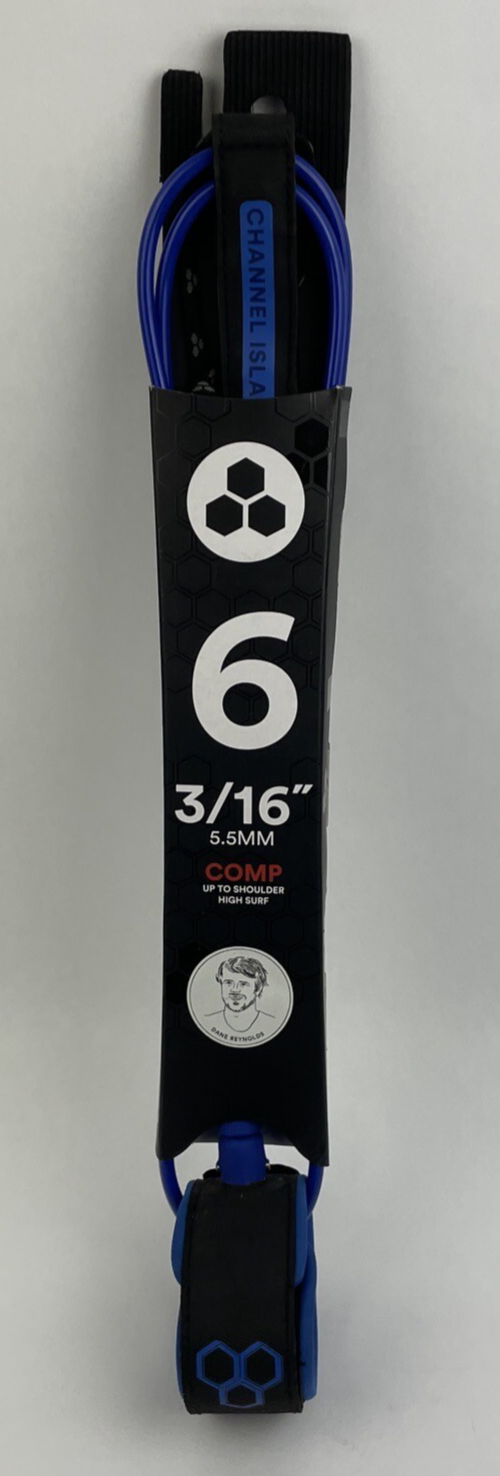 CHANNEL ISLA
6
3/16"
5.5MM
COMP
UP TO SHOULDER
HIGH SURF
DANE REYNOLDS